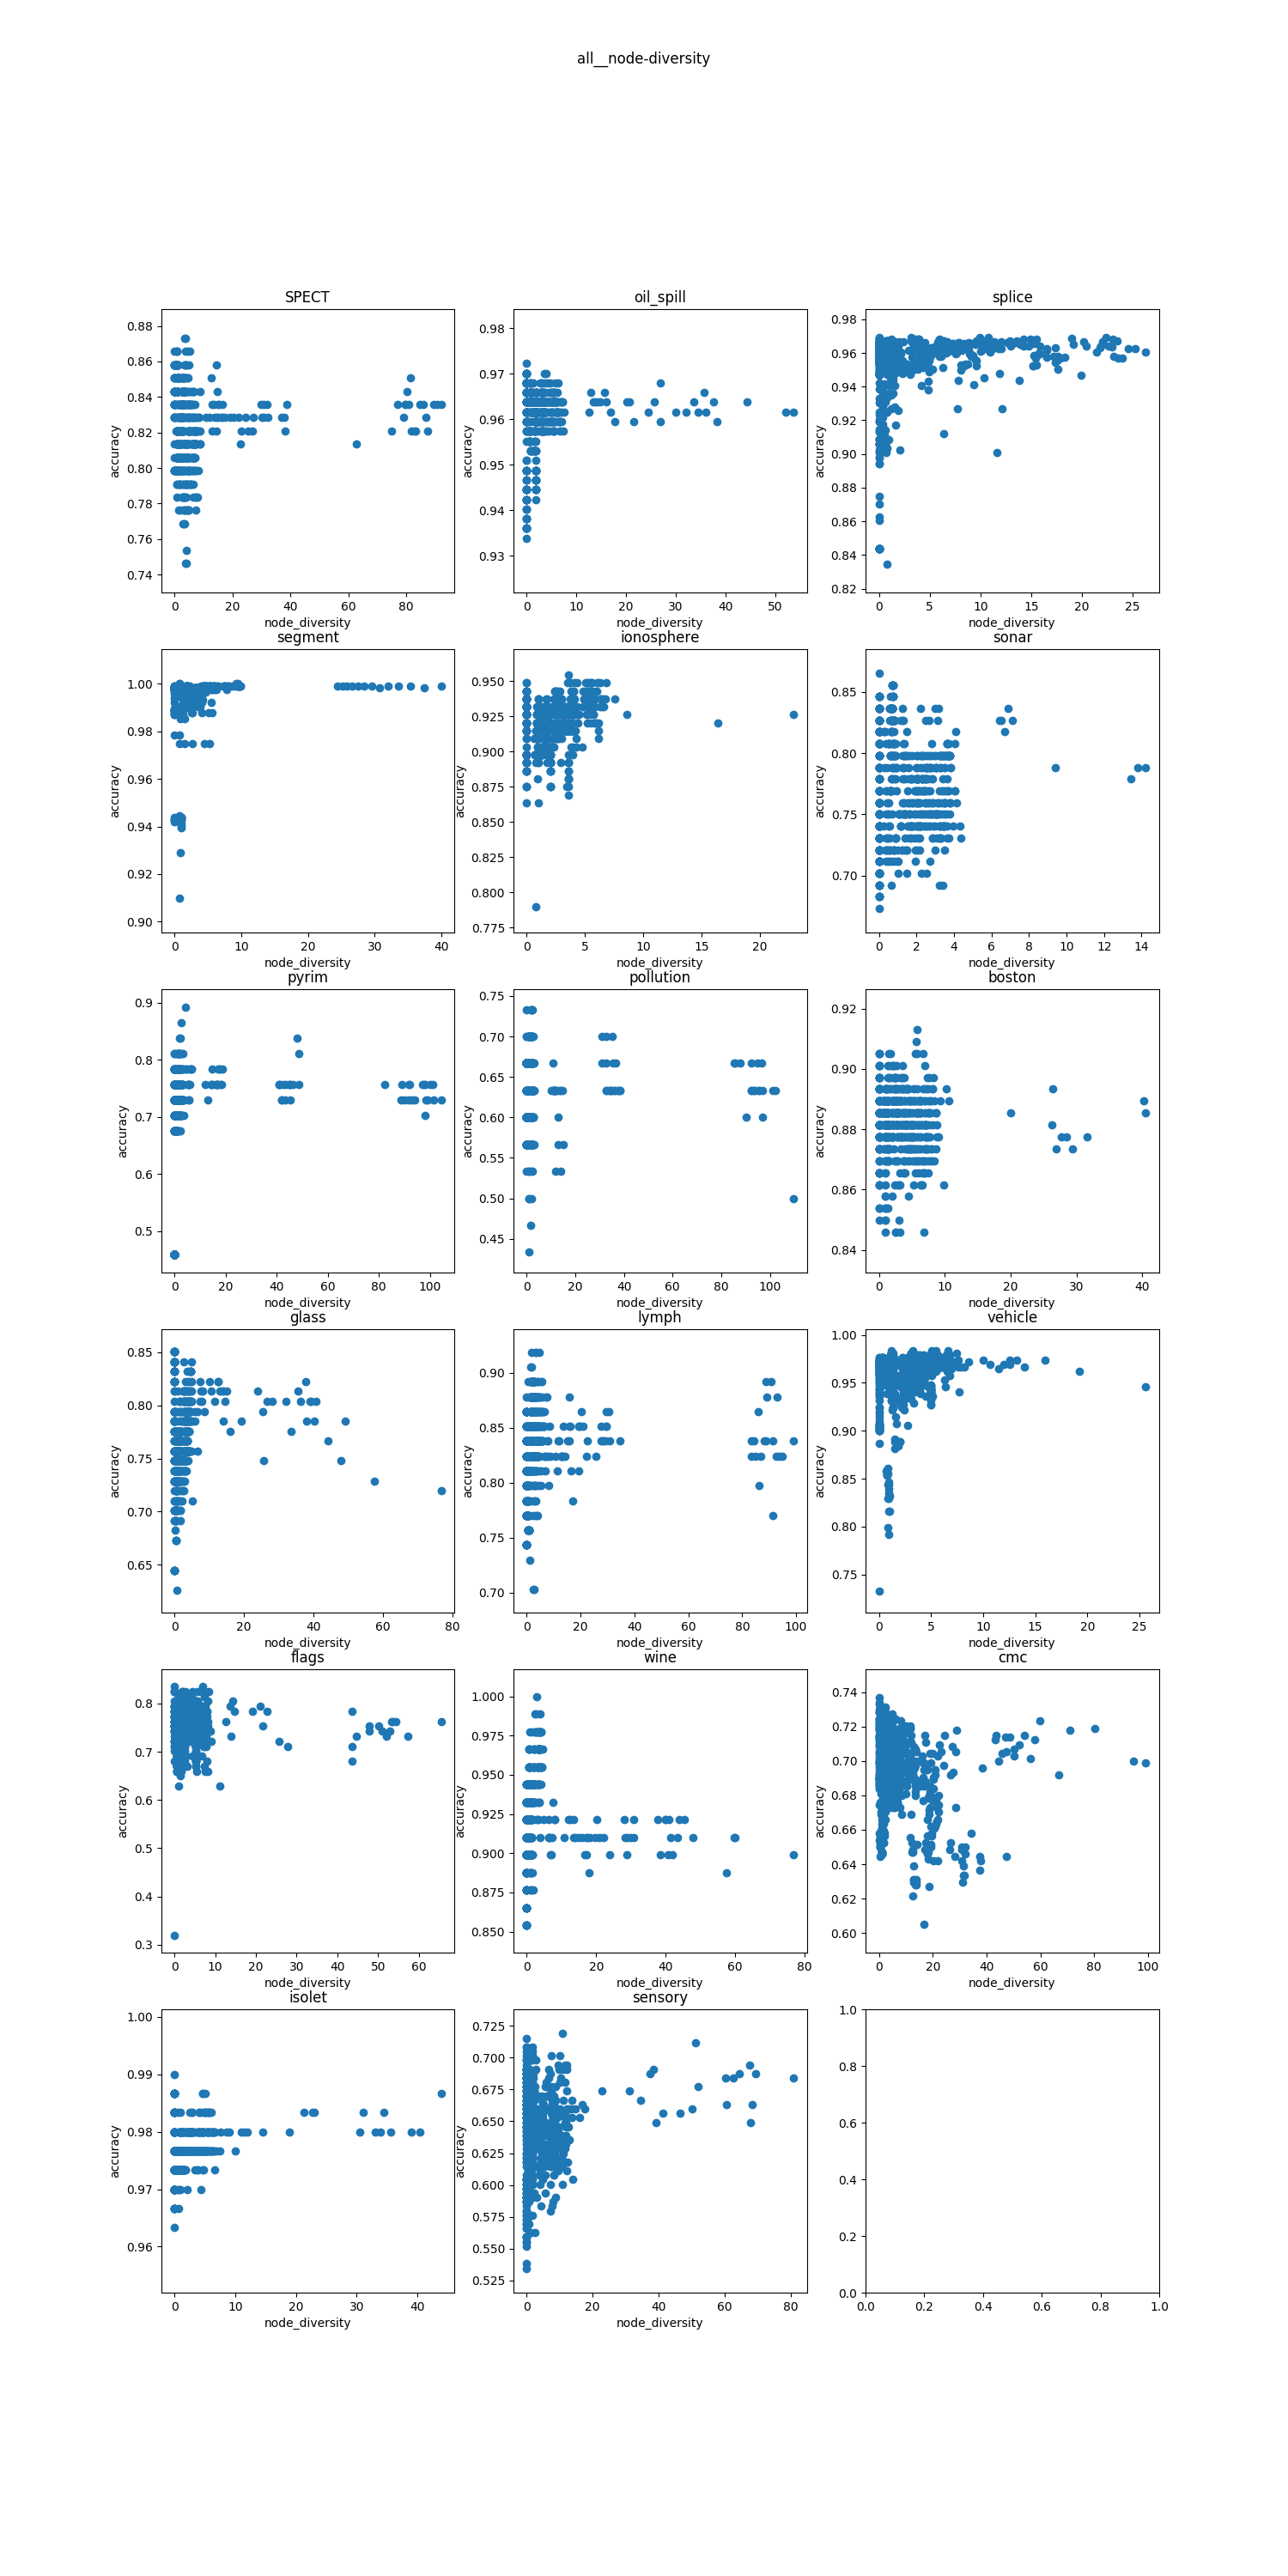 all__node-diversity
SPECT
oil_spill
splice
0.88
0.86
0.84
0.82
0.80
0.78
0.76
0.74
accuracy
0 20 40 60 80
node_diversity
0.98
0.97
0.96
0.95
0.94
0.93
accuracy
0 10 20 30 40 50
node_diversity
0.98
0.96
0.94
0.92
0.90
0.88
0.86
0.84
0.82
accuracy
0 5 10 15 20 25
node_diversity
segment
ionosphere
sonar
1.00
0.98
0.96
0.94
0.92
0.90
accuracy
0 10 20 30 40
node_diversity
0.950
0.925
0.900
0.875
0.850
0.825
0.800
0.775
accuracy
0 5 10 15 20
node_diversity
0.85
0.80
0.75
0.70
accuracy
0 2 4 6 8 10 12 14
node_diversity
pyrim
pollution
boston
0.9
0.8
0.7
0.6
0.5
accuracy
0 20 40 60 80 100
node_diversity
0.75
0.70
0.65
0.60
0.55
0.50
0.45
accuracy
0 20 40 60 80 100
node_diversity
0.92
0.90
0.88
0.86
0.84
accuracy
0 10 20 30 40
node_diversity
glass
lymph
vehicle
0.85
0.80
0.75
0.70
0.65
accuracy
0 20 40 60 80
node_diversity
0.90
0.85
0.80
0.75
0.70
accuracy
0 20 40 60 80 100
node_diversity
1.00
0.95
0.90
0.85
0.80
0.75
accuracy
0 5 10 15 20 25
node_diversity
flags
wine
cmc
0.8
0.7
0.6
0.5
0.4
0.3
accuracy
0 10 20 30 40 50 60
node_diversity
1.000
0.975
0.950
0.925
0.900
0.875
0.850
accuracy
0 20 40 60 80
node_diversity
0.74
0.72
0.70
0.68
0.66
0.64
0.62
0.60
accuracy
0 20 40 60 80 100
node_diversity
isolet
sensory
1.00
0.99
0.98
0.97
0.96
accuracy
0 10 20 30 40
node_diversity
0.725
0.700
0.675
0.650
0.625
0.600
0.575
0.550
0.525
accuracy
0 20 40 60 80
node_diversity
1.0
0.8
0.6
0.4
0.2
0.0
0.0 0.2 0.4 0.6 0.8 1.0